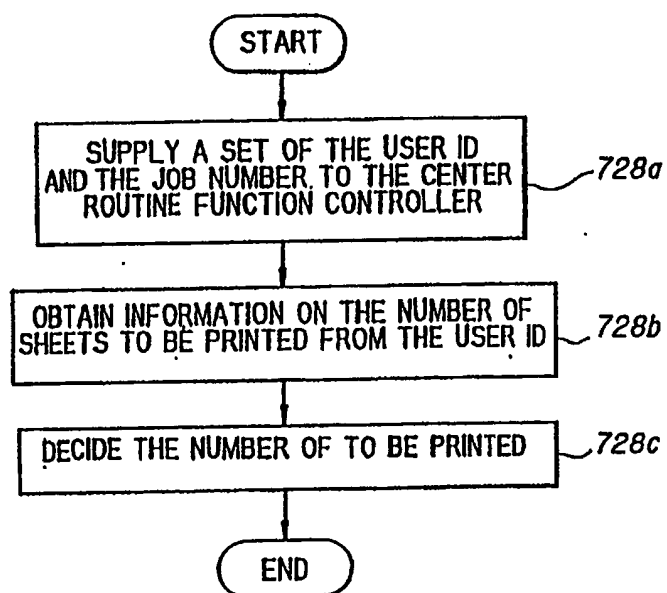 START
SUPPLY A SET OF THE USER ID
AND THE JOB NUMBER. TO THE CENTER
ROUTINE FUNCTION CONTROLLER
728a
OBTAIN INFORMATION ON THE NUMBER OF
SHEETS TO BE PRINTED FROM THE USER ID
728b
DECIDE THE NUMBER OF TO BE PRINTED
728c
END